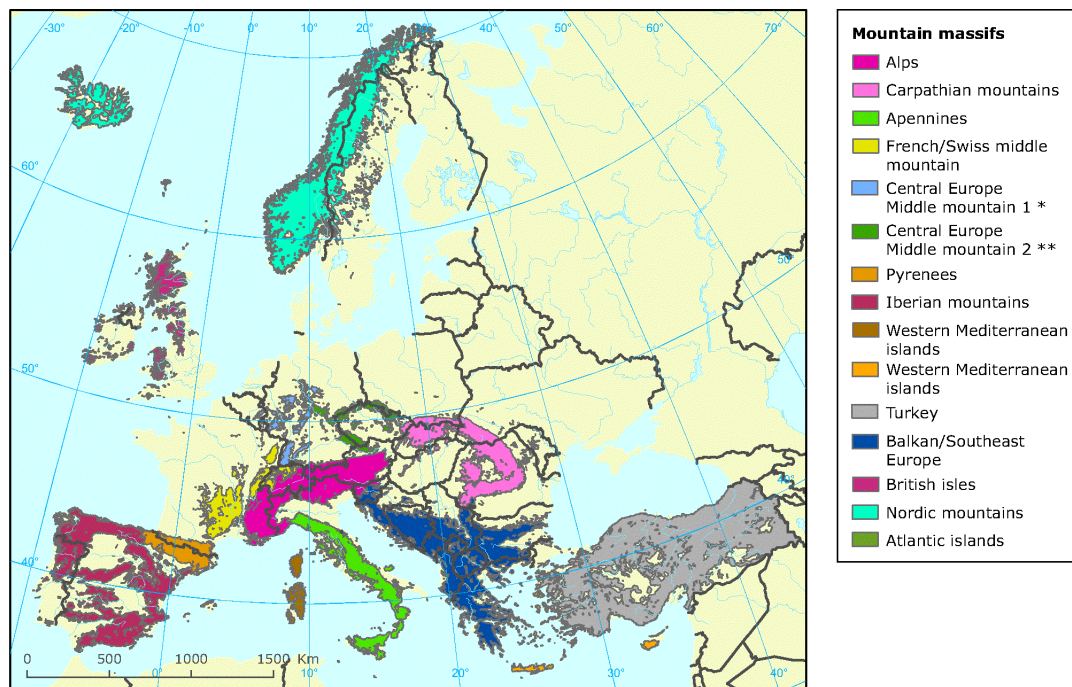 -30°
-20°
-10°
0°
10°
20°
30°
40°
50°
60°
70°
60°
50°
50°
40°
40°
0
500
1000
1500 Km
0°
10°
20°
30°
40°
Mountain massifs
Alps
Carpathian mountains
Apennines
French/Swiss middle
mountain
Central Europe
Middle mountain 1 *
Central Europe
Middle mountain 2 **
Pyrenees
Iberian mountains
Western Mediterranean
islands
Western Mediterranean
islands
Turkey
Balkan/Southeast
Europe
British isles
Nordic mountains
Atlantic islands